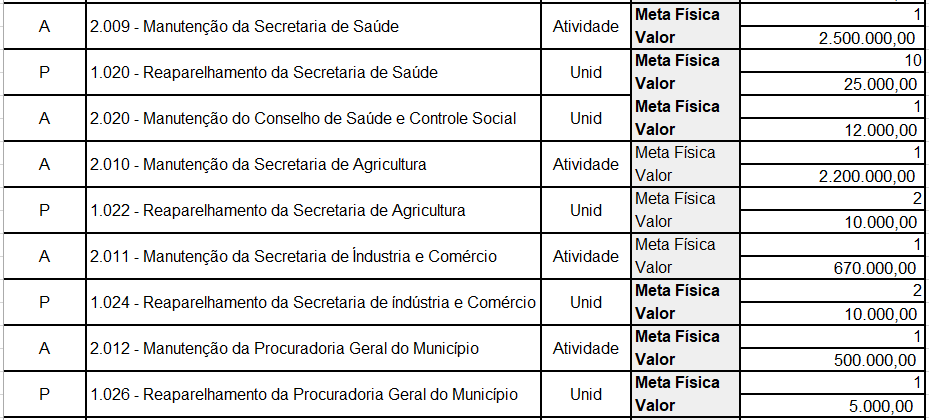 A 2.009 - Manutenção da Secretaria de Saúde Atividade Meta Física 1
Valor 2.500.000,00
P 1.020 - Reaparelhamento da Secretaria de Saúde Unid Meta Física 10
Valor 25.000,00
A 2.020 - Manutenção do Conselho de Saúde e Controle Social Unid Meta Física 1
Valor 12.000,00
A 2.010 - Manutenção da Secretaria de Agricultura Atividade Meta Física 1
Valor 2.200.000,00
P 1.022 - Reaparelhamento da Secretaria de Agricultura Unid Meta Física 2
Valor 10.000,00
A 2.011 - Manutenção da Secretaria de Índustria e Comércio Atividade Meta Física 1
Valor 670.000,00
P 1.024 - Reaparelhamento da Secretaria de índústria e Comércio Unid Meta Física 2
Valor 10.000,00
A 2.012 - Manutenção da Procuradoria Geral do Município Atividade Meta Física 1
Valor 500.000,00
P 1.026 - Reaparelhamento da Procuradoria Geral do Município Unid Meta Física 1
Valor 5.000,00